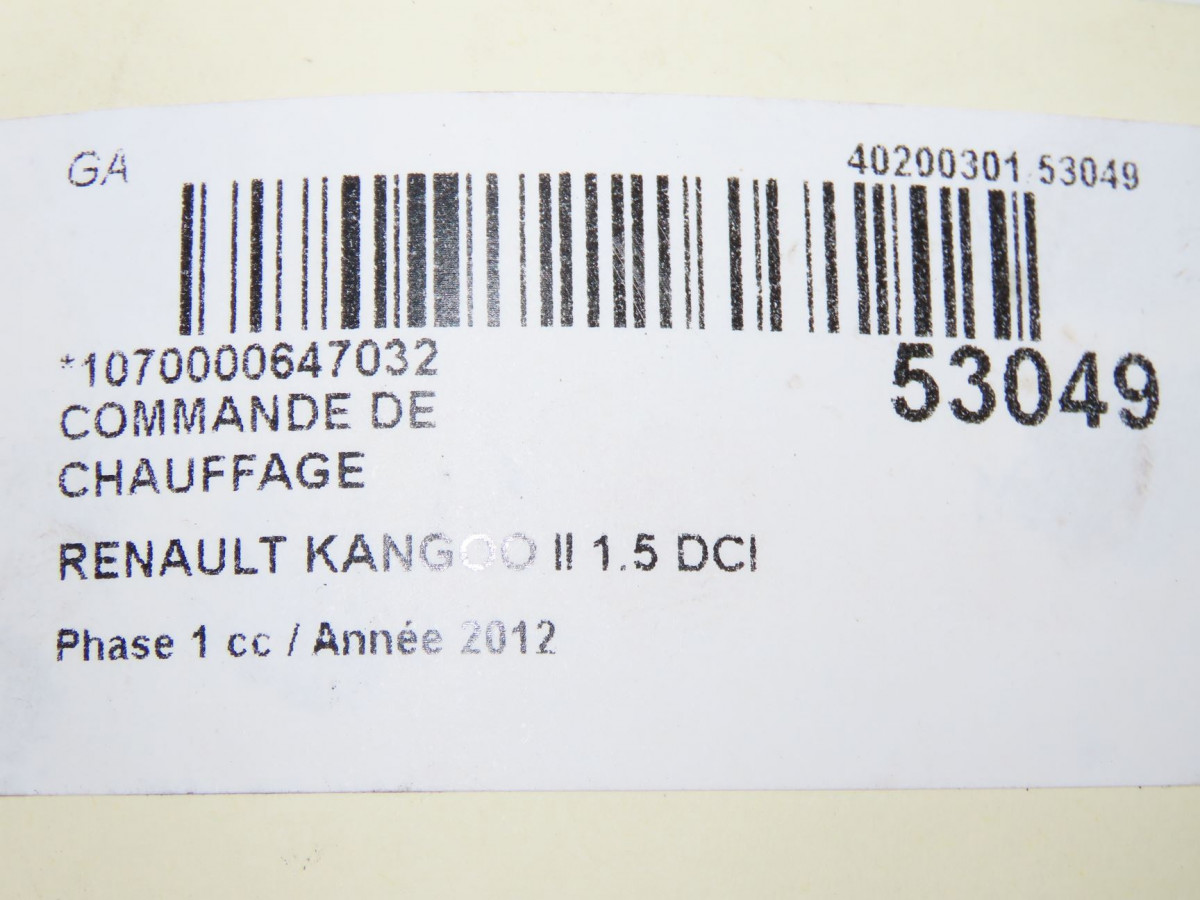 GA
40200301 53049
*1070000647032
53049
COMMANDE DE
CHAUFFAGE
RENAULT KANGOO II 1.5 DCI
Phase 1 cc / Année 2012